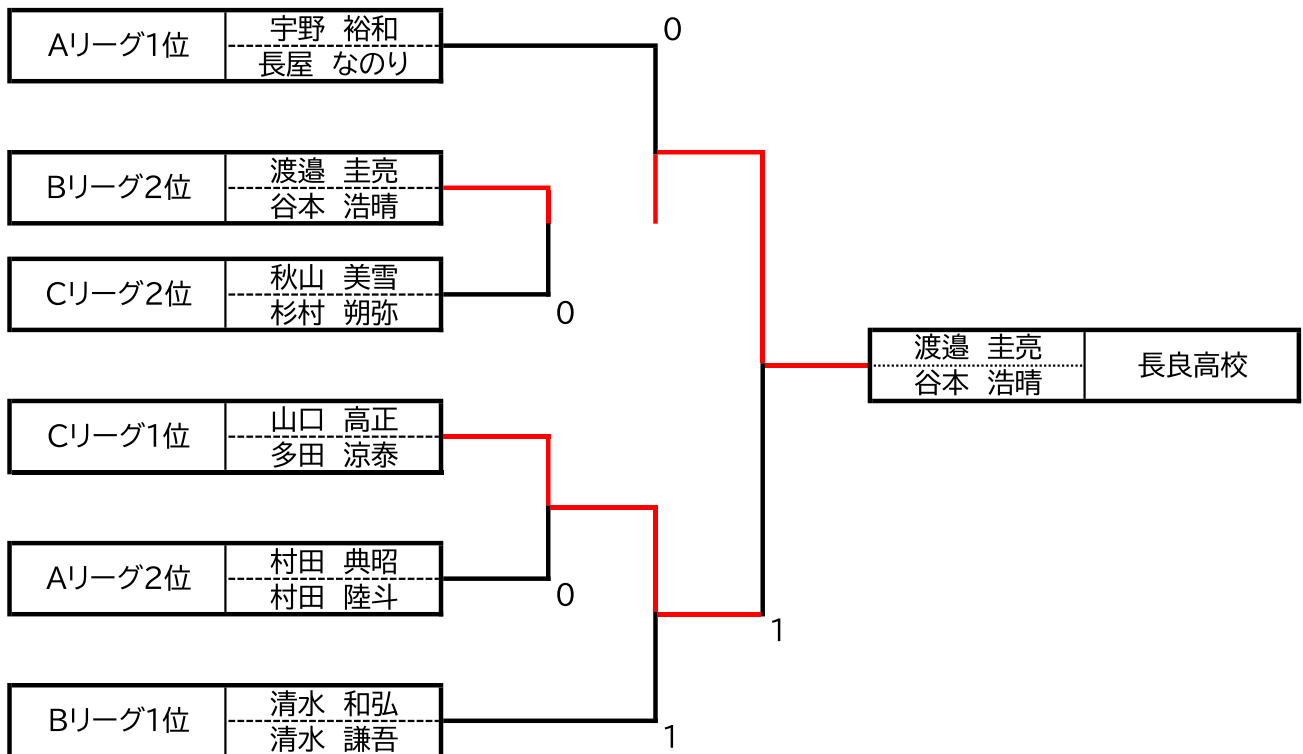 Aリーグ1位
宇野 裕和
長屋 なのり
0
Bリーグ2位
渡邉 圭亮
谷本 浩晴
Cリーグ2位
秋山 美雪
杉村 朔弥
0
渡邉 圭亮
谷本 浩晴
長良高校
Cリーグ1位
山口 高正
多田 涼泰
Aリーグ2位
村田 典昭
村田 陸斗
0
1
Bリーグ1位
清水 和弘
清水 謙吾
1